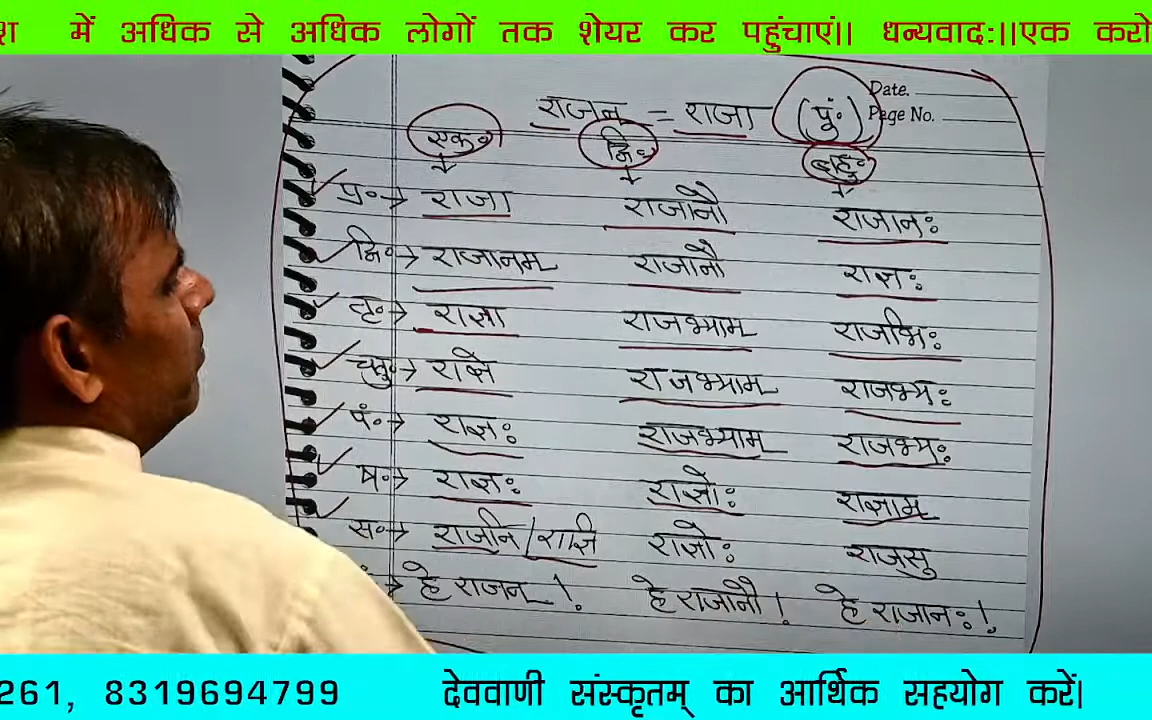 श में अधिक से अधिक लोगों तक शेयर कर पहुंचाएं॥ धन्यवादः॥एक करो
Date.
राजन् = राजा (पुं॰) Page No.
एक॰ द्वि॰ बहु॰
प्र॰→ राजा राजानौ राजानः
द्वि॰→ राजानम् राजानौ राज्ञः
तृ॰→ राज्ञा राजभ्याम् राजभिः
चतु॰→ राज्ञे राजभ्याम् राजभ्यः
पं॰→ राज्ञः राजभ्याम् राजभ्यः
ष॰→ राज्ञः राज्ञोः राज्ञाम्
स॰→ राजनि/राज्ञि राज्ञोः राजसु
हे राजन्! हे राजानौ! हे राजानः!
261, 8319694799 देववाणी संस्कृतम् का आर्थिक सहयोग करें|